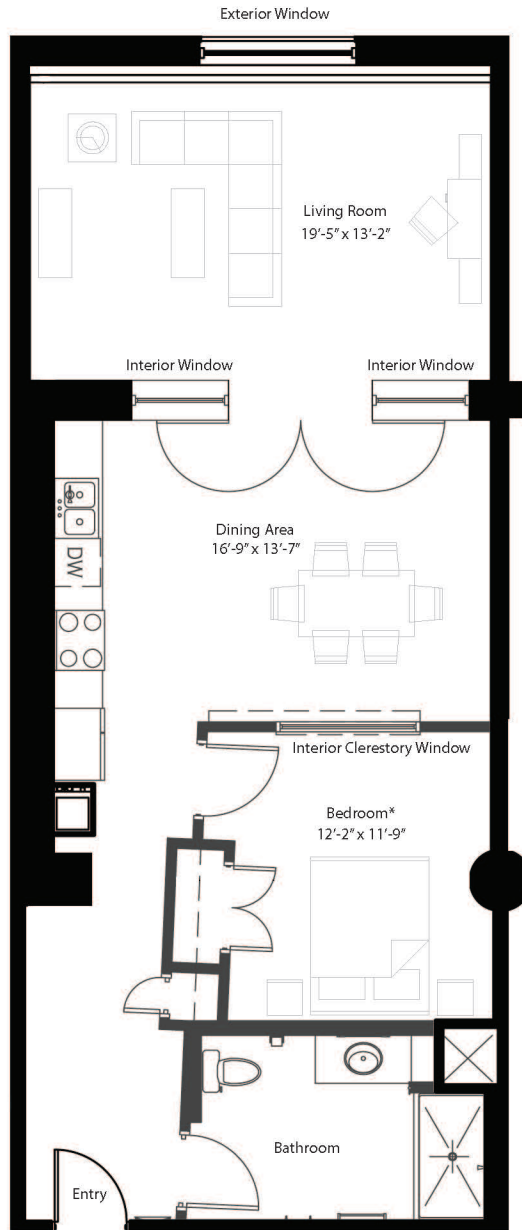 Exterior Window
Living Room
19'-5" x 13'-2"
Interior Window
Interior Window
Dining Area
16'-9" x 13'-7"
DW
Interior Clerestory Window
Bedroom*
12'-2" x 11'-9"
Bathroom
Entry